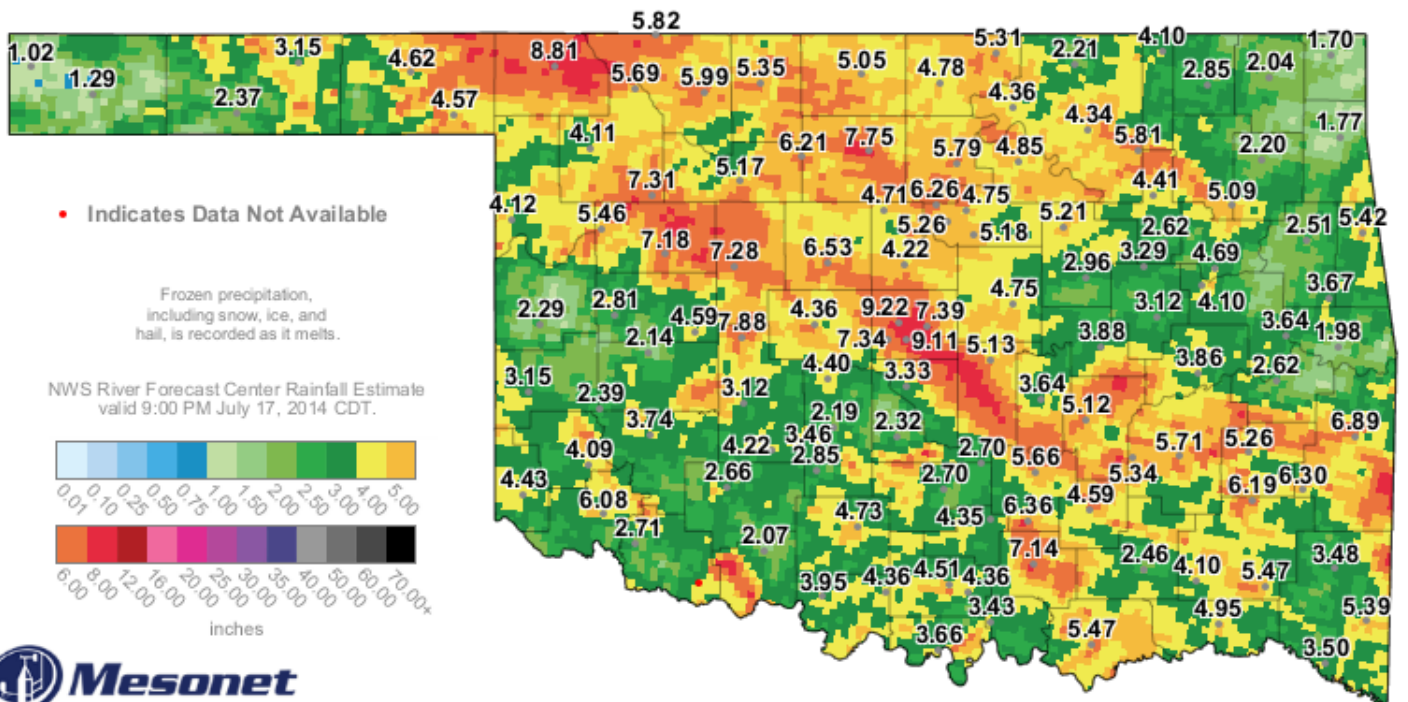 5.82
1.02 3.15 4.62 8.81 5.31 2.21 4.10 1.70
1.29 5.69 5.99 5.35 5.05 4.78 2.85 2.04
2.37 4.57 4.36
4.11 6.21 7.75 5.79 4.85 4.34 5.81 2.20 1.77
7.31 5.17 4.71 6.26 4.75 4.41 5.09
4.12 5.46 5.26 5.18 5.21 2.62 2.51 5.42
7.18 7.28 6.53 4.22 2.96 3.29 4.69
Indicates Data Not Available
Frozen precipitation,
including snow, ice, and
hail, is recorded as it melts.
2.29 2.81 4.75 3.12 4.10 3.67
4.59 7.88 4.36 9.22 7.39 3.88 3.64 1.98
2.14 7.34 9.11 5.13
4.40 3.33 3.86 2.62
NWS River Forecast Center Rainfall Estimate
valid 9:00 PM July 17, 2014 CDT.
3.15 2.39 3.12 3.64 5.12
3.74 2.19 2.32 6.89
4.09 4.22 3.46 2.85 2.70 5.66 5.71 5.26
4.43 2.66 2.70 5.34 6.19 6.30
6.08 4.59
2.71 4.73 4.35 6.36
2.07 7.14 2.46 4.10 5.47 3.48
3.95 4.36 4.51 4.36
3.43 4.95 5.39
3.66 5.47 3.50
0.01 0.10 0.25 0.50 0.75 1.00 1.50 2.00 2.50 3.00 4.00 5.00
6.00 8.00 12.00 16.00 20.00 25.00 30.00 35.00 40.00 50.00 60.00 70.00+
inches
Mesonet